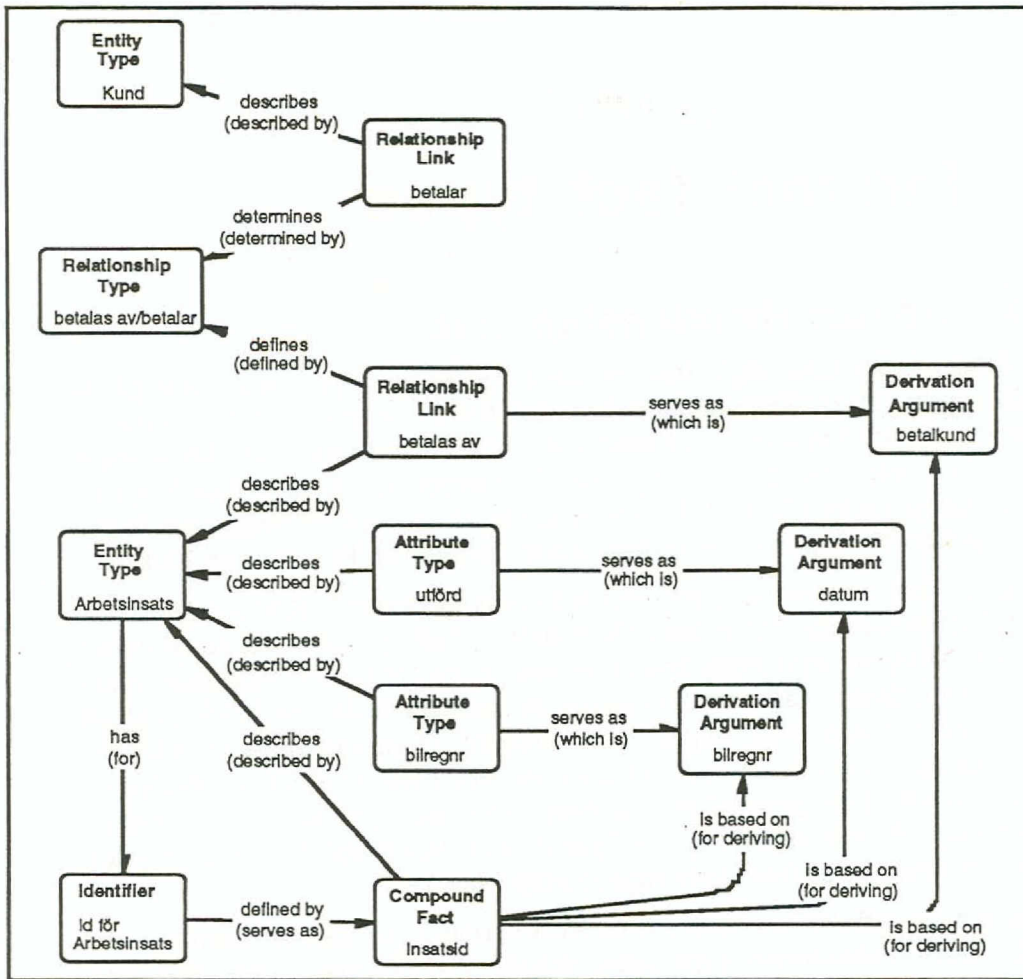 Entity
Type
Kund
describes
(described by)
Relationship
Link
betalar
determines
(determined by)
Relationship
Type
betalas av/betalar
defines
(defined by)
Relationship
Link
betalas av
serves as
(which is)
Derivation
Argument
betalkund
describes
(described by)
Entity
Type
Arbetsinsats
describes
(described by)
Attribute
Type
utförd
serves as
(which is)
Derivation
Argument
datum
describes
(described by)
Attribute
Type
bilregnr
serves as
(which is)
Derivation
Argument
bilregnr
has
(for)
describes
(described by)
is based on
(for deriving)
is based on
(for deriving)
is based on
(for deriving)
Identifier
Id för
Arbetsinsats
defined by
(serves as)
Compound
Fact
Insatsid